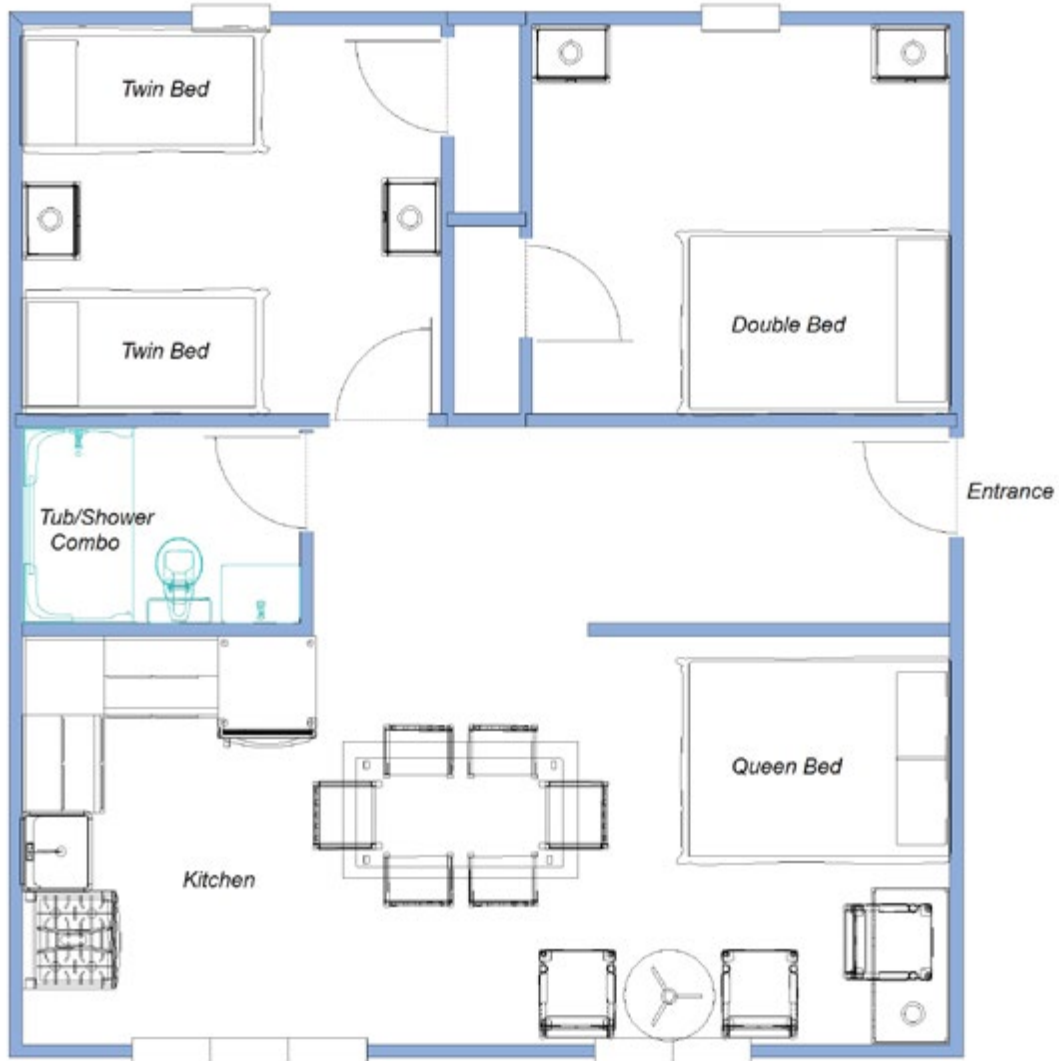 Twin Bed
Twin Bed
Double Bed
Entrance
Tub/Shower
Combo
Queen Bed
Kitchen